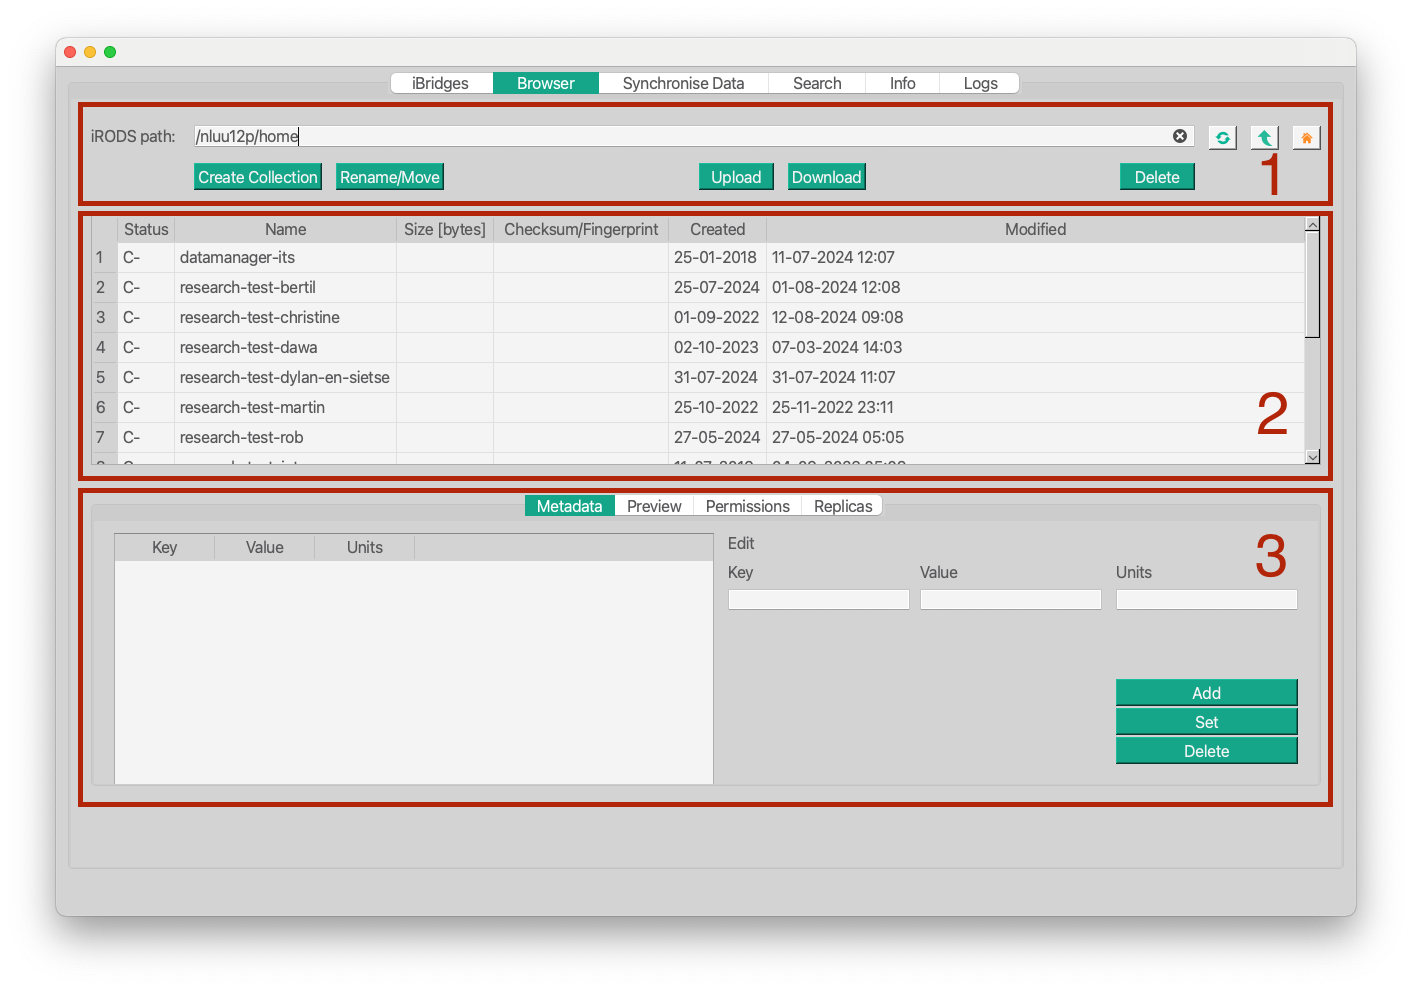 iBridges Browser Synchronise Data Search Info Logs
iRODS path: /nluu12p/home
Create Collection Rename/Move Upload Download Delete
1
Status Name Size [bytes] Checksum/Fingerprint Created Modified
1 C- datamanager-its 25-01-2018 11-07-2024 12:07
2 C- research-test-bertil 25-07-2024 01-08-2024 12:08
3 C- research-test-christine 01-09-2022 12-08-2024 09:08
4 C- research-test-dawa 02-10-2023 07-03-2024 14:03
5 C- research-test-dylan-en-sietse 31-07-2024 31-07-2024 11:07
6 C- research-test-martin 25-10-2022 25-11-2022 23:11
2
7 C- research-test-rob 27-05-2024 27-05-2024 05:05
Metadata Preview Permissions Replicas
Key Value Units
Edit
3
Key Value Units
Add
Set
Delete